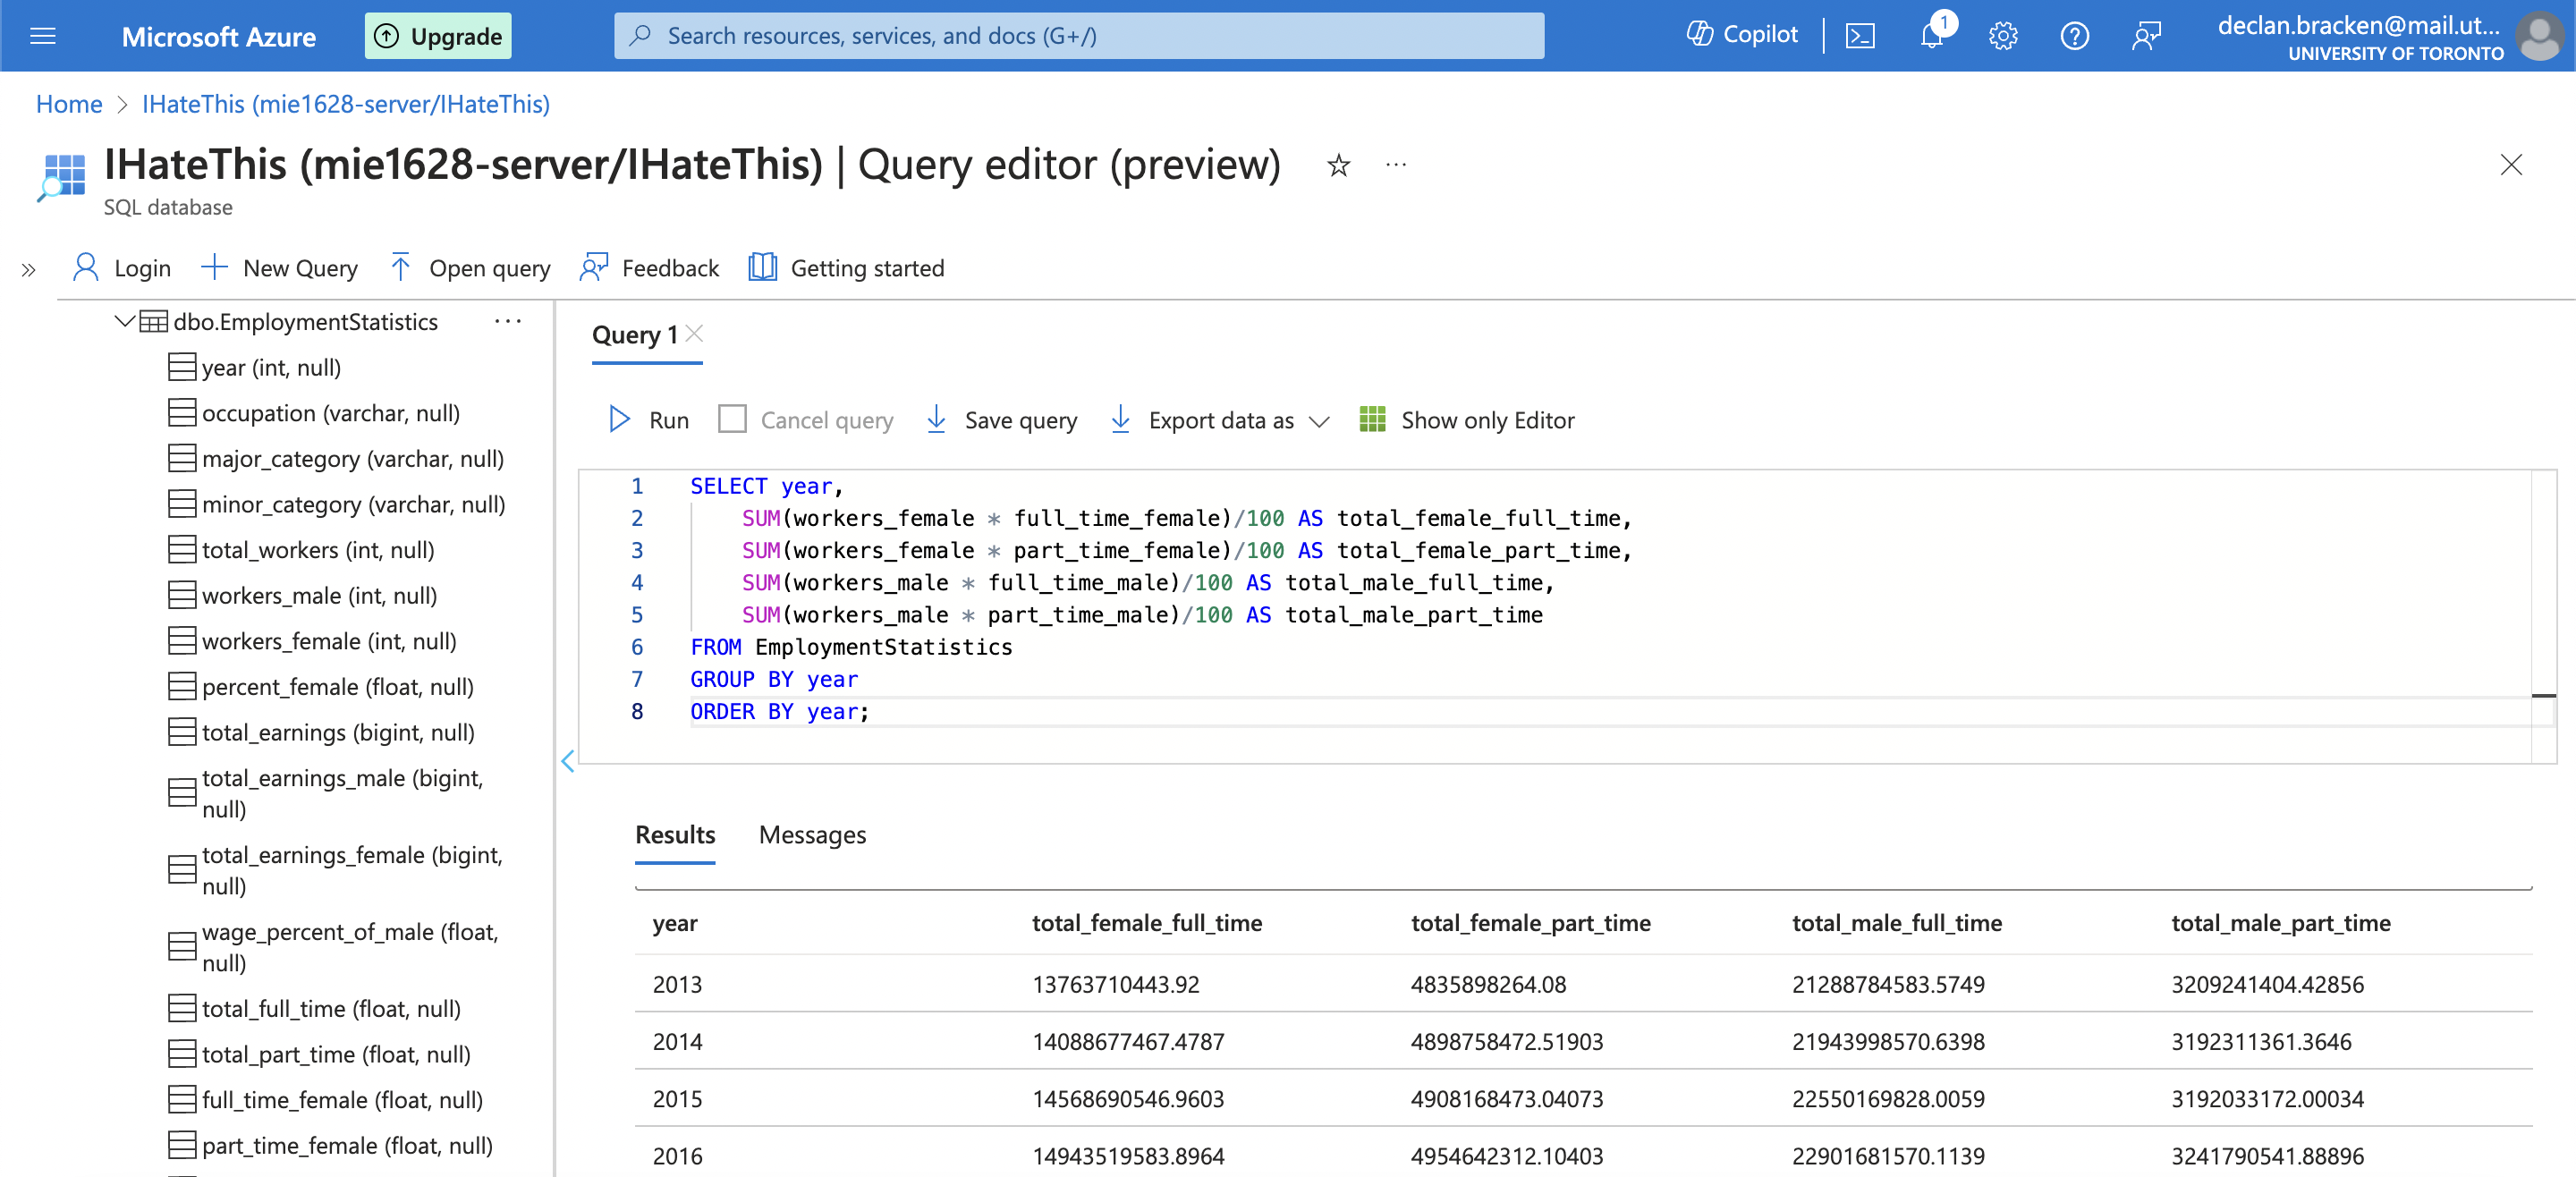 Microsoft Azure
Upgrade
Search resources, services, and docs (G+/)
Copilot
1
declan.bracken@mail.ut...
UNIVERSITY OF TORONTO
Home > IHateThis (mie1628-server/IHateThis)
IHateThis (mie1628-server/IHateThis) | Query editor (preview)
SQL database
Login
New Query
Open query
Feedback
Getting started
dbo.EmploymentStatistics
year (int, null)
occupation (varchar, null)
major_category (varchar, null)
minor_category (varchar, null)
total_workers (int, null)
workers_male (int, null)
workers_female (int, null)
percent_female (float, null)
total_earnings (bigint, null)
total_earnings_male (bigint,
null)
total_earnings_female (bigint,
null)
wage_percent_of_male (float,
null)
total_full_time (float, null)
total_part_time (float, null)
full_time_female (float, null)
part_time_female (float, null)
Query 1
Run
Cancel query
Save query
Export data as
Show only Editor
1 SELECT year,
2 SUM(workers_female * full_time_female)/100 AS total_female_full_time,
3 SUM(workers_female * part_time_female)/100 AS total_female_part_time,
4 SUM(workers_male * full_time_male)/100 AS total_male_full_time,
5 SUM(workers_male * part_time_male)/100 AS total_male_part_time
6 FROM EmploymentStatistics
7 GROUP BY year
8 ORDER BY year;
Results Messages
year total_female_full_time total_female_part_time total_male_full_time total_male_part_time
2013 13763710443.92 4835898264.08 21288784583.5749 3209241404.42856
2014 14088677467.4787 4898758472.51903 21943998570.6398 3192311361.3646
2015 14568690546.9603 4908168473.04073 22550169828.0059 3192033172.00034
2016 14943519583.8964 4954642312.10403 22901681570.1139 3241790541.88896